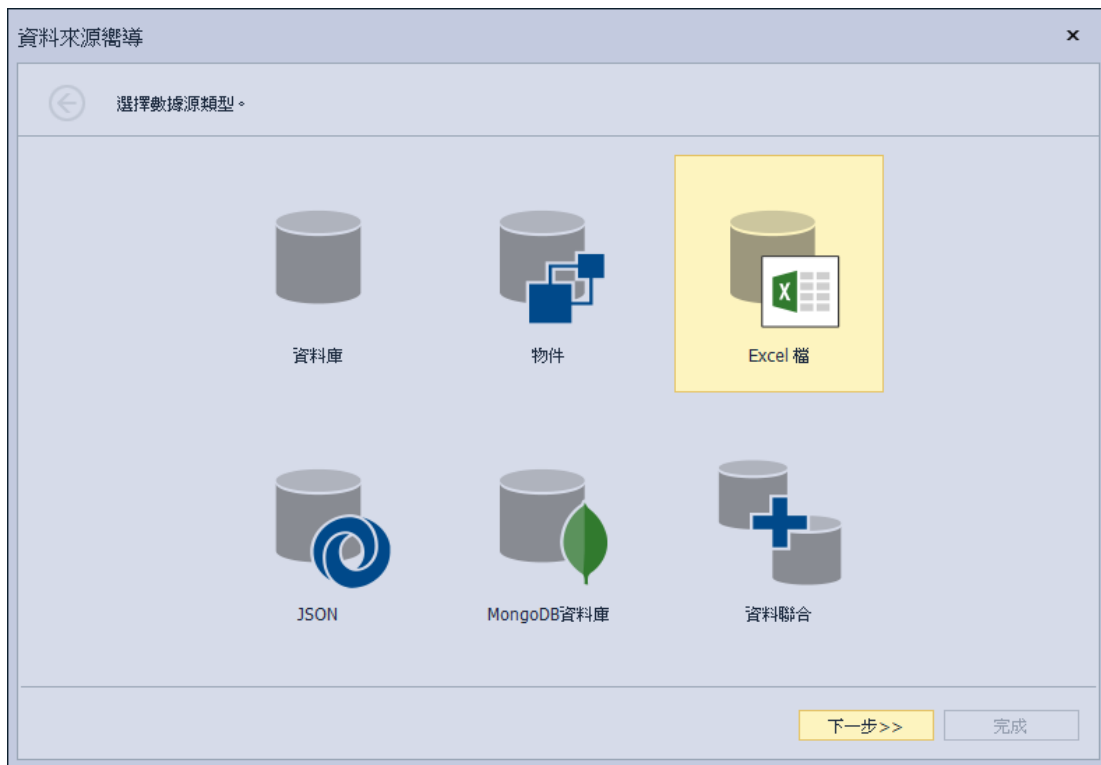 資料來源嚮導
選擇數據源類型。
資料庫
物件
X
Excel 檔
JSON
MongoDB資料庫
資料聯合
下一步>>
完成